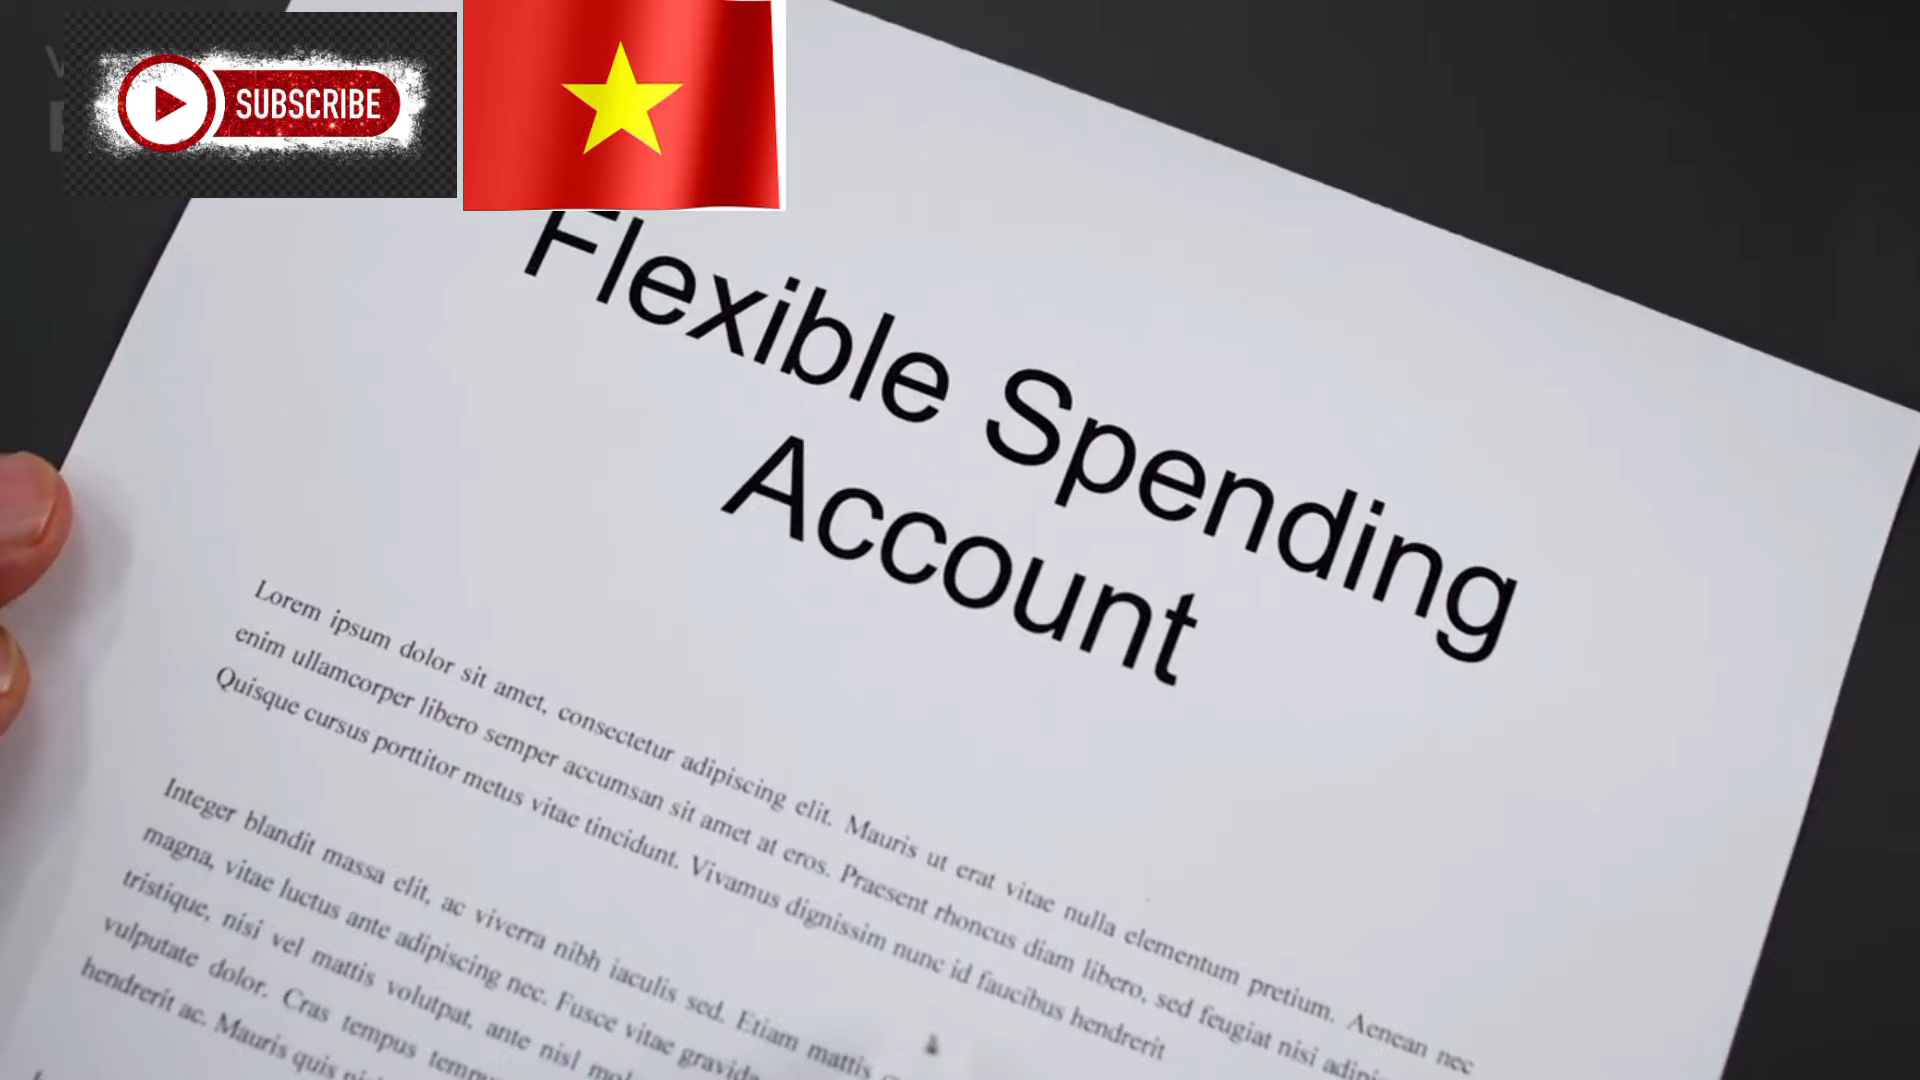 SUBSCRIBE
Flexible Spending
Account
Lorem ipsum dolor sit amet, consectetur adipiscing elit. Mauris ut erat vitae nulla elementum pretium. Aenean nec
enim ullamcorper libero semper accumsan sit amet at eros. Praesent rhoncus diam libero, sed feugiat nisi
Quisque cursus porttitor metus vitae tincidunt. Vivamus dignissim nunc id faucibus hendrerit
Integer blandit massa elit, ac viverra nibh iaculis sed. Etiam mattis
magna, vitae luctus ante adipiscing nec. Fusce vitae gravida
tristique, nisi vel mattis volutpat, ante nisl
vulputate dolor. Cras tempus
hendrerit ac. Mauris quis